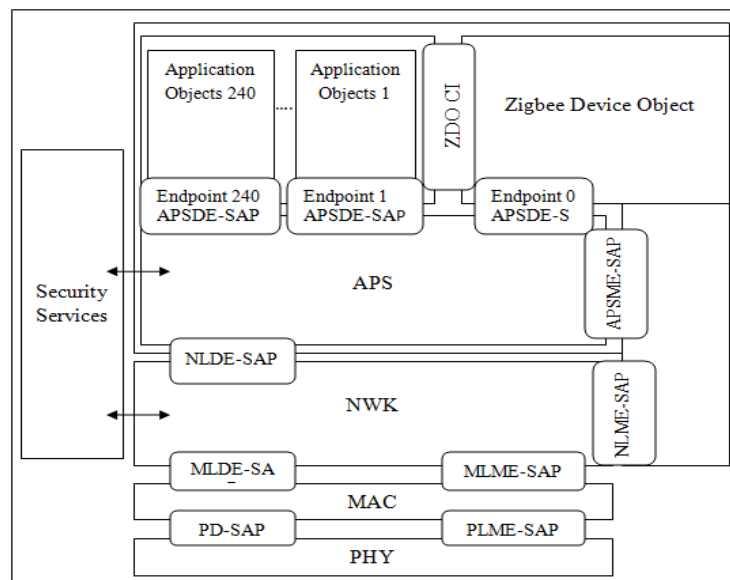 Application
Objects 240
.....
Application
Objects 1
ZDO CI
Zigbee Device Object
Endpoint 240
APSDE-SAP
Endpoint 1
APSDE-SAP
Endpoint 0
APSDE-S
Security
Services
APS
APSME-SAP
NLDE-SAP
NWK
NLME-SAP
MLDE-SA
MLME-SAP
MAC
PD-SAP
PLME-SAP
PHY